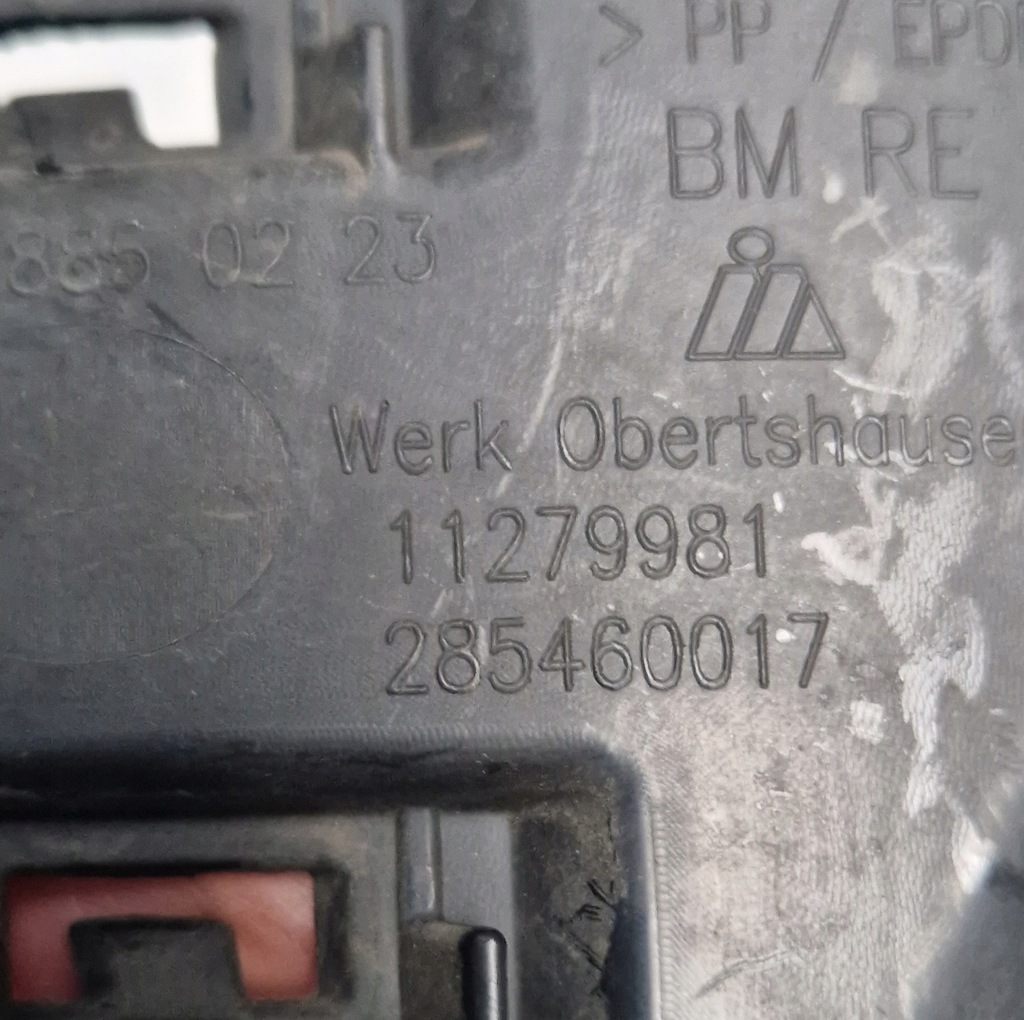 > PP / EPD
BM RE
885 02 23
Werk Obertshause
11279981
285460017